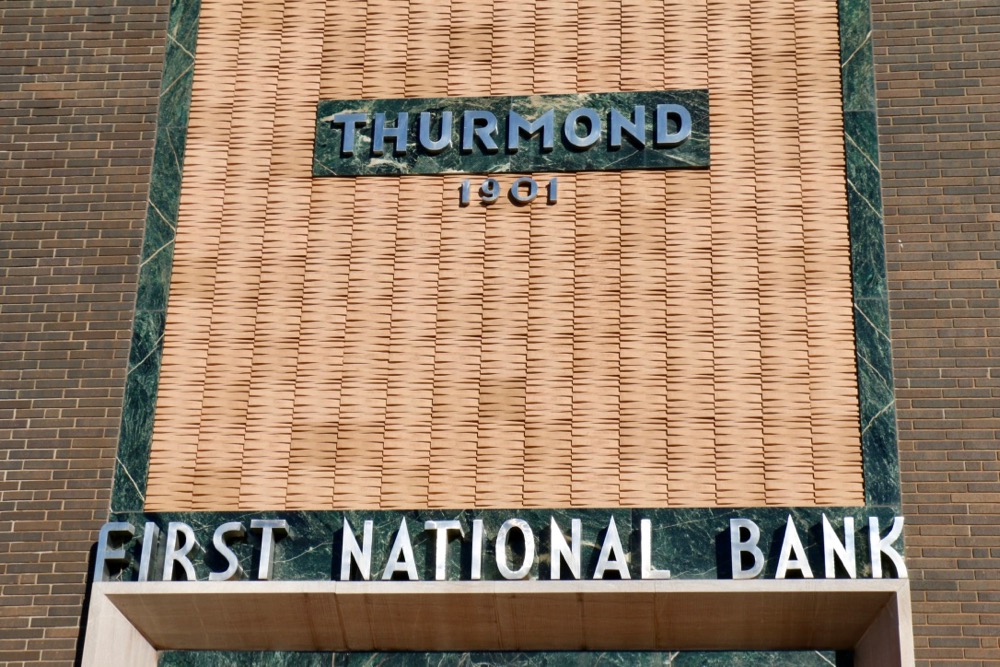 THURMOND
1901
FIRST NATIONAL BANK